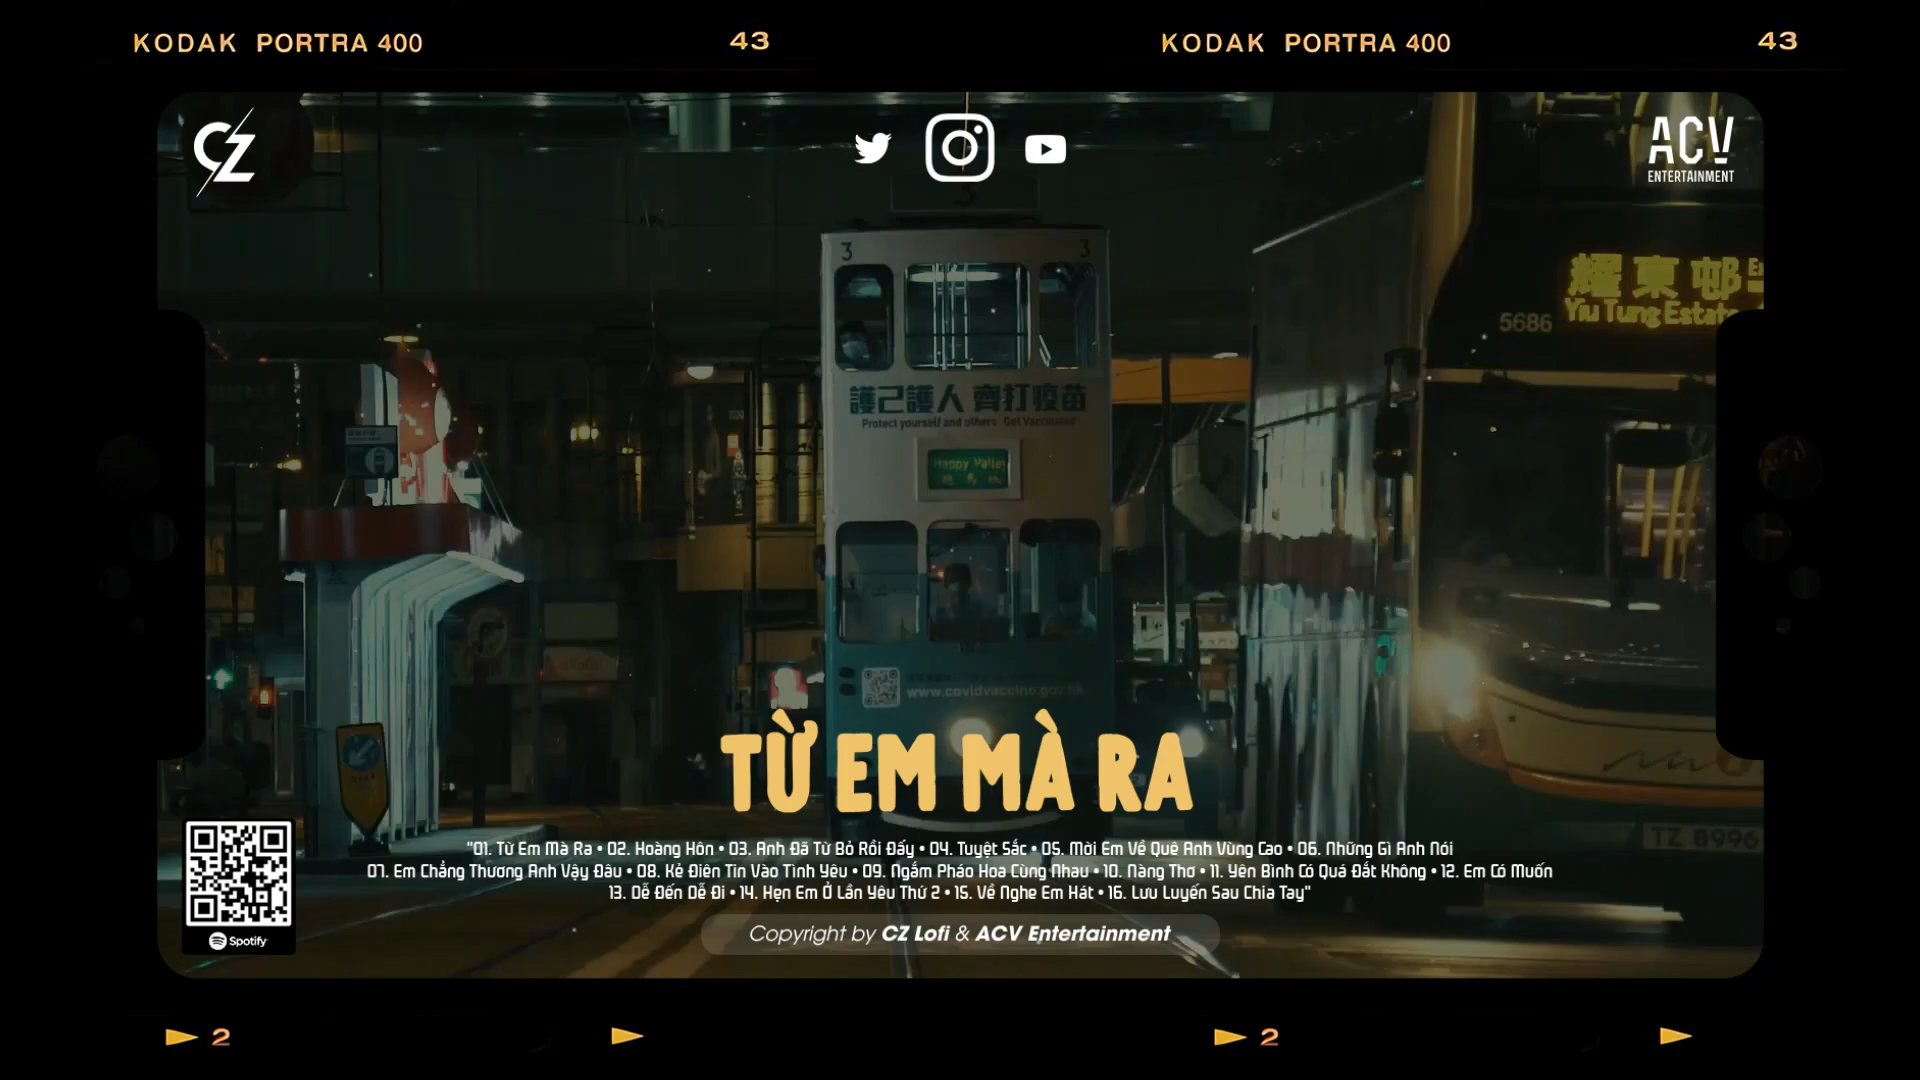 KODAK PORTRA 400 43 KODAK PORTRA 400 43
CZ
ACV
ENTERTAINMENT
3 3
耀東邨
Yiu Tung Estate
5686
護己護人 齊打疫苗
Protect yourself and others Get Vaccinated
Happy Valley
www.covidvaccine.gov.hk
TỪ EM MÀ RA
TZ 8996
"01. Từ Em Mà Ra • 02. Hoàng Hôn • 03. Anh Đã Từ Bỏ Rồi Đấy • 04. Tuyệt Sắc • 05. Mời Em Về Quê Anh Vùng Cao • 06. Những Gì Anh Nói
07. Em Chẳng Thương Anh Vậy Đâu • 08. Kẻ Điên Tin Vào Tình Yêu • 09. Ngắm Pháo Hoa Cùng Nhau • 10. Nàng Thơ • 11. Yên Bình Có Quá Đắt Không • 12. Em Có Muốn
13. Dễ Đến Dễ Đi • 14. Hẹn Em Ở Lần Yêu Thứ 2 • 15. Về Nghe Em Hát • 16. Lưu Luyến Sau Chia Tay"
Copyright by CZ Lofi & ACV Entertainment
Spotify
2 2